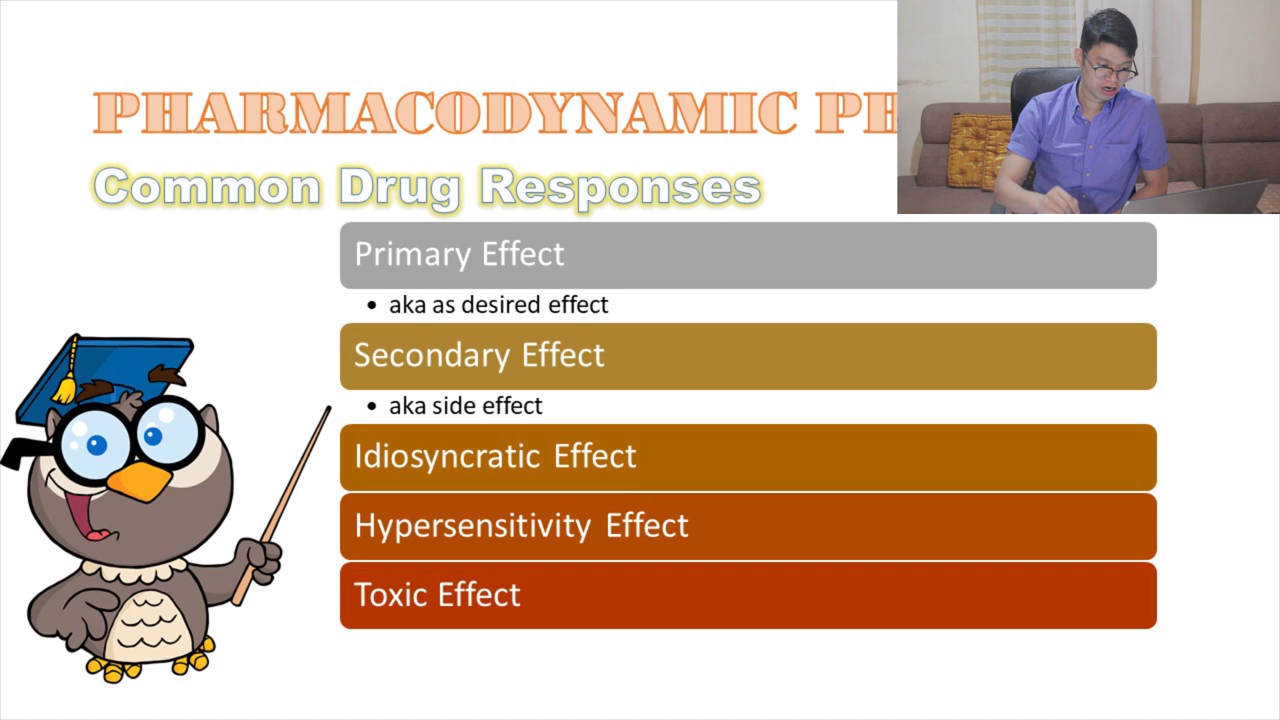 PHARMACODYNAMIC
Common Drug Responses
Primary Effect
• aka as desired effect
Secondary Effect
• aka side effect
Idiosyncratic Effect
Hypersensitivity Effect
Toxic Effect